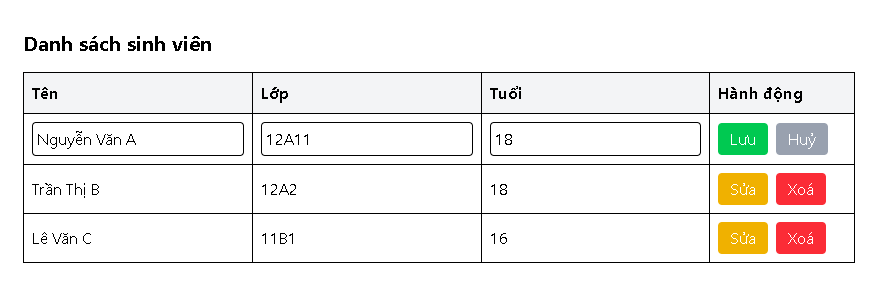 Danh sách sinh viên
Tên Lớp Tuổi Hành động
Nguyễn Văn A 12A11 18 Lưu Huỷ
Trần Thị B 12A2 18 Sửa Xoá
Lê Văn C 11B1 16 Sửa Xoá